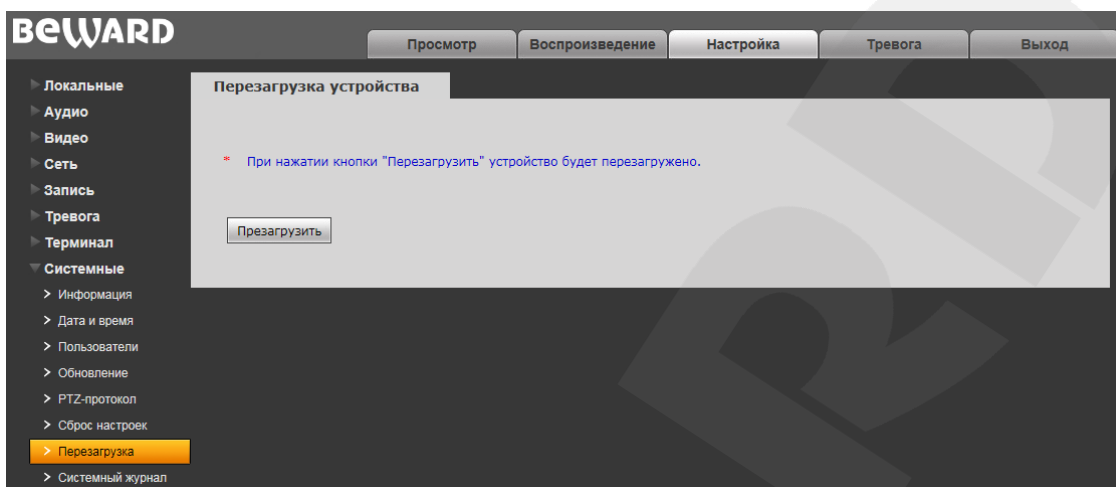 BEWARD
Просмотр Воспроизведение Настройка Тревога Выход
Локальные
Аудио
Видео
Сеть
Запись
Тревога
Терминал
Системные
Информация
Дата и время
Пользователи
Обновление
PTZ-протокол
Сброс настроек
Перезагрузка
Системный журнал
Перезагрузка устройства
* При нажатии кнопки "Перезагрузить" устройство будет перезагружено.
Презагрузить